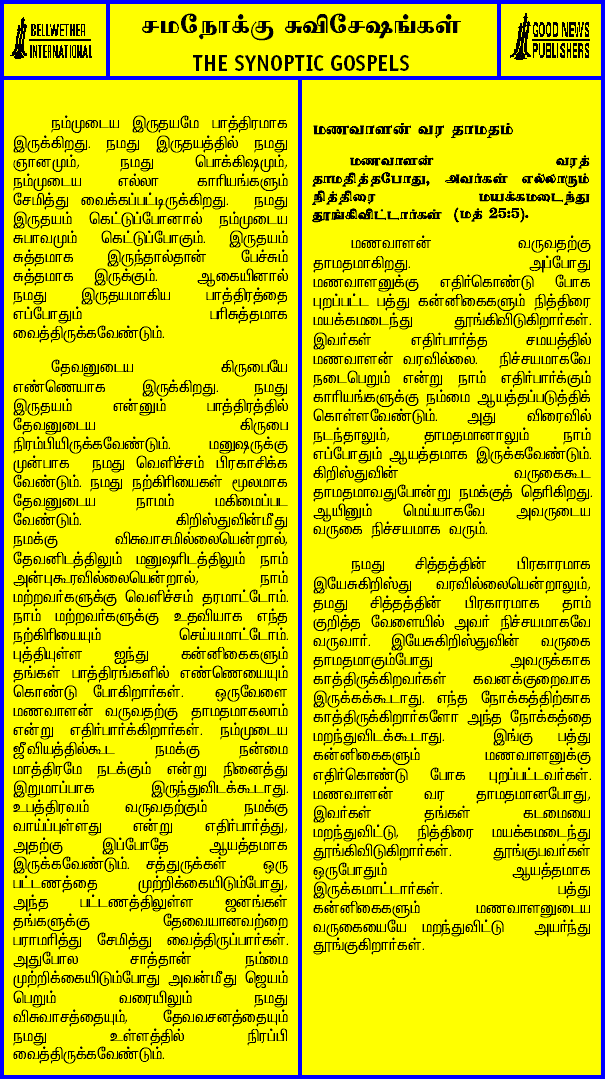 BELLWETHER
INTERNATIONAL
சமநோக்கு சுவிசேஷங்கள்
THE SYNOPTIC GOSPELS
GOOD NEWS
PUBLISHERS
நம்முடைய இருதயமே பாத்திரமாக
இருக்கிறது. நமது இருதயத்தில் நமது
ஞானமும், நமது பொக்கிஷமும்,
நம்முடைய எல்லா காரியங்களும்
சேமித்து வைக்கப்பட்டிருக்கிறது. நமது
இருதயம் கெட்டுப்போனால் நம்முடைய
சுபாவமும் கெட்டுப்போகும். இருதயம்
சுத்தமாக இருந்தால்தான் பேச்சும்
சுத்தமாக இருக்கும். ஆகையினால்
நமது இருதயமாகிய பாத்திரத்தை
எப்போதும் பரிசுத்தமாக
வைத்திருக்கவேண்டும்.
தேவனுடைய கிருபையே
எண்ணெயாக இருக்கிறது. நமது
இருதயம் என்னும் பாத்திரத்தில்
தேவனுடைய கிருபை
நிரம்பியிருக்கவேண்டும். மனுஷருக்கு
முன்பாக நமது வெளிச்சம் பிரகாசிக்க
வேண்டும். நமது நற்கிரியைகள் மூலமாக
தேவனுடைய நாமம் மகிமைப்பட
வேண்டும். கிறிஸ்துவின்மீது
நமக்கு விசுவாசமில்லையென்றால்,
தேவனிடத்திலும் மனுஷரிடத்திலும் நாம்
அன்புகூரவில்லையென்றால், நாம்
மற்றவர்களுக்கு வெளிச்சம் தரமாட்டோம்.
நாம் மற்றவர்களுக்கு உதவியாக எந்த
நற்கிரியையும் செய்யமாட்டோம்.
புத்தியுள்ள ஐந்து கன்னிகைகளும்
தங்கள் பாத்திரங்களில் எண்ணெயையும்
கொண்டு போகிறார்கள். ஒருவேளை
மணவாளன் வருவதற்கு தாமதமாகலாம்
என்று எதிர்பார்க்கிறார்கள். நம்முடைய
ஜீவியத்தில்கூட நமக்கு நன்மை
மாத்திரமே நடக்கும் என்று நினைத்து
இறுமாப்பாக இருந்துவிடக்கூடாது.
உபத்திரவம் வருவதற்கும் நமக்கு
வாய்ப்புள்ளது என்று எதிர்பார்த்து,
அதற்கு இப்போதே ஆயத்தமாக
இருக்கவேண்டும். சத்துருக்கள் ஒரு
பட்டணத்தை முற்றிக்கையிடும்போது,
அந்த பட்டணத்திலுள்ள ஜனங்கள்
தங்களுக்கு தேவையானவற்றை
பராமரித்து சேமித்து வைத்திருப்பார்கள்.
அதுபோல சாத்தான் நம்மை
முற்றிக்கையிடும்போது அவன்மீது ஜெயம்
பெறும் வரையிலும் நமது
விசுவாசத்தையும், தேவவசனத்தையும்
நமது உள்ளத்தில் நிரப்பி
வைத்திருக்கவேண்டும்.
மணவாளன் வர தாமதம்
மணவாளன் வரத்
தாமதித்தபோது, அவர்கள் எல்லாரும்
நித்திரை மயக்கமடைந்து
தூங்கிவிட்டார்கள் (மத் 25:5).
மணவாளன் வருவதற்கு
தாமதமாகிறது. அப்போது
மணவாளனுக்கு எதிர்கொண்டு போக
புறப்பட்ட பத்து கன்னிகைகளும் நித்திரை
மயக்கமடைந்து தூங்கிவிடுகிறார்கள்.
இவர்கள் எதிர்பார்த்த சமயத்தில்
மணவாளன் வரவில்லை. நிச்சயமாகவே
நடைபெறும் என்று நாம் எதிர்பார்க்கும்
காரியங்களுக்கு நம்மை ஆயத்தப்படுத்திக்
கொள்ளவேண்டும். அது விரைவில்
நடந்தாலும், தாமதமானாலும் நாம்
எப்போதும் ஆயத்தமாக இருக்கவேண்டும்.
கிறிஸ்துவின் வருகைகூட
தாமதமாவதுபோன்று நமக்குத் தெரிகிறது.
ஆயினும் மெய்யாகவே அவருடைய
வருகை நிச்சயமாக வரும்.
நமது சித்தத்தின் பிரகாரமாக
இயேசுகிறிஸ்து வரவில்லையென்றாலும்,
தமது சித்தத்தின் பிரகாரமாக தாம்
குறித்த வேளையில் அவர் நிச்சயமாகவே
வருவார். இயேசுகிறிஸ்துவின் வருகை
தாமதமாகும்போது அவருக்காக
காத்திருக்கிறவர்கள் கவனக்குறைவாக
இருக்கக்கூடாது. எந்த நோக்கத்திற்காக
காத்திருக்கிறார்களோ அந்த நோக்கத்தை
மறந்துவிடக்கூடாது. இங்கு பத்து
கன்னிகைகளும் மணவாளனுக்கு
எதிர்கொண்டு போக புறப்பட்டவர்கள்.
மணவாளன் வர தாமதமானபோது,
இவர்கள் தங்கள் கடமையை
மறந்துவிட்டு, நித்திரை மயக்கமடைந்து
தூங்கிவிடுகிறார்கள். தூங்குபவர்கள்
ஒருபோதும் ஆயத்தமாக
இருக்கமாட்டார்கள். பத்து
கன்னிகைகளும் மணவாளனுடைய
வருகையையே மறந்துவிட்டு அயர்ந்து
தூங்குகிறார்கள்.